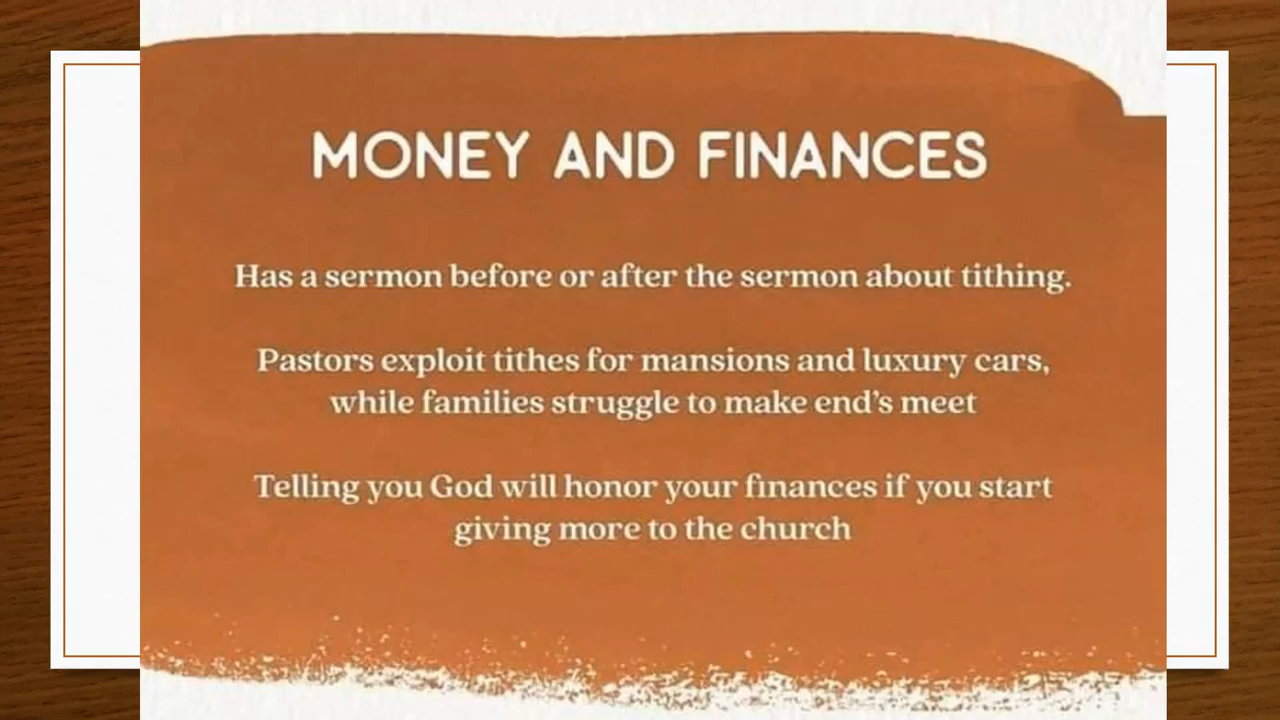 MONEY AND FINANCES
Has a sermon before or after the sermon about tithing.
Pastors exploit tithes for mansions and luxury cars,
while families struggle to make end's meet
Telling you God will honor your finances if you start
giving more to the church